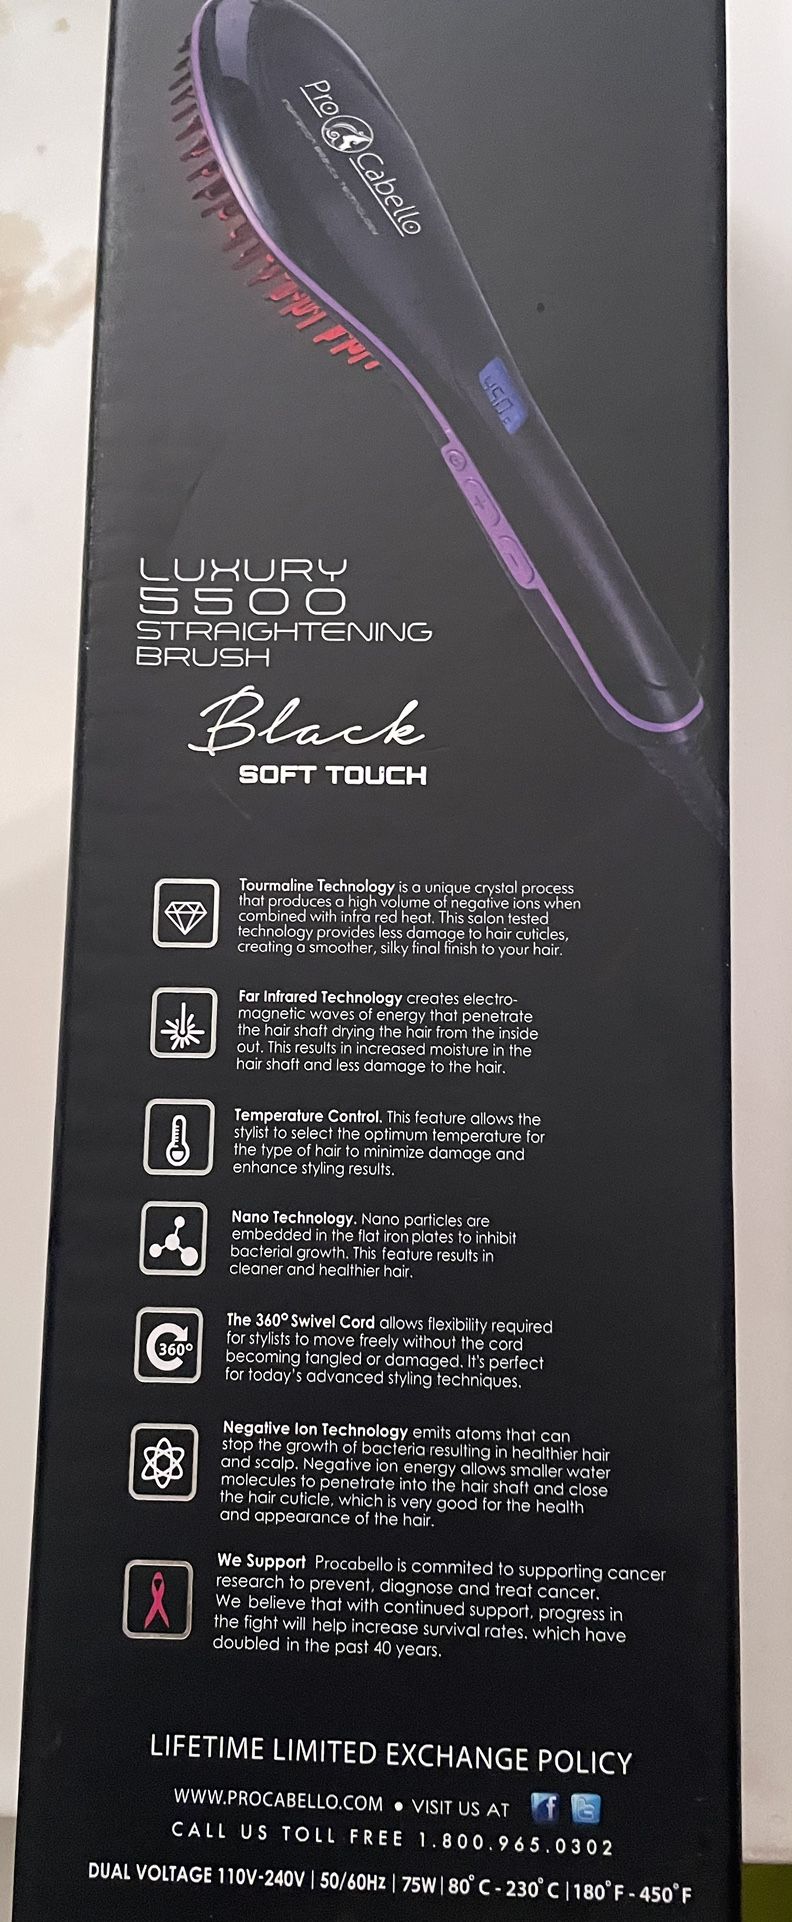 Pro Cabello
450
LUXURY
5500
STRAIGHTENING
BRUSH
Black
SOFT TOUCH
Tourmaline Technology is a unique crystal process
that produces a high volume of negative ions when
combined with infra red heat. This salon tested
technology provides less damage to hair cuticles,
creating a smoother, silky final finish to your hair.
Far Infrared Technology creates electro-
magnetic waves of energy that penetrate
the hair shaft drying the hair from the inside
out. This results in increased moisture in the
hair shaft and less damage to the hair.
Temperature Control. This feature allows the
stylist to select the optimum temperature for
the type of hair to minimize damage and
enhance styling results.
Nano Technology. Nano particles are
embedded in the flat iron plates to inhibit
bacterial growth. This feature results in
cleaner and healthier hair.
360°
The 360° Swivel Cord allows flexibility required
for stylists to move freely without the cord
becoming tangled or damaged. It's perfect
for today's advanced styling techniques.
Negative Ion Technology emits atoms that can
stop the growth of bacteria resulting in healthier hair
and scalp. Negative ion energy allows smaller water
molecules to penetrate into the hair shaft and close
the hair cuticle, which is very good for the health
and appearance of the hair.
We Support Procabello is commited to supporting cancer
research to prevent, diagnose and treat cancer.
We believe that with continued support, progress in
the fight will help increase survival rates. which have
doubled in the past 40 years.
LIFETIME LIMITED EXCHANGE POLICY
WWW.PROCABELLO.COM • VISIT US AT f t
CALL US TOLL FREE 1.800.965.0302
DUAL VOLTAGE 110V-240V | 50/60Hz | 75W | 80°C - 230°C | 180°F - 450°F